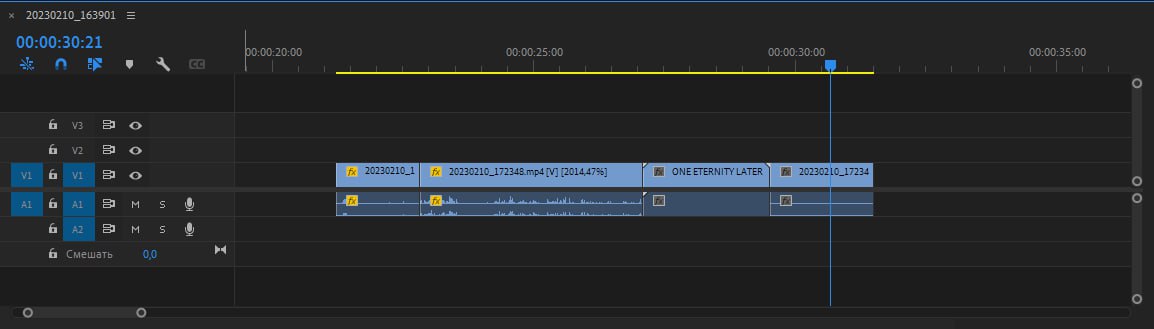 × 20230210_163901
00:00:30:21
00:00:20:00 00:00:25:00 00:00:30:00 00:00:35:00
CC
V3
V2
V1 V1 fx 20230210_1 fx 20230210_172348.mp4 [V] [2014,47%] fx ONE ETERNITY LATER fx 20230210_17234
A1 A1 M S fx fx fx fx
A2 M S
Смешать 0,0